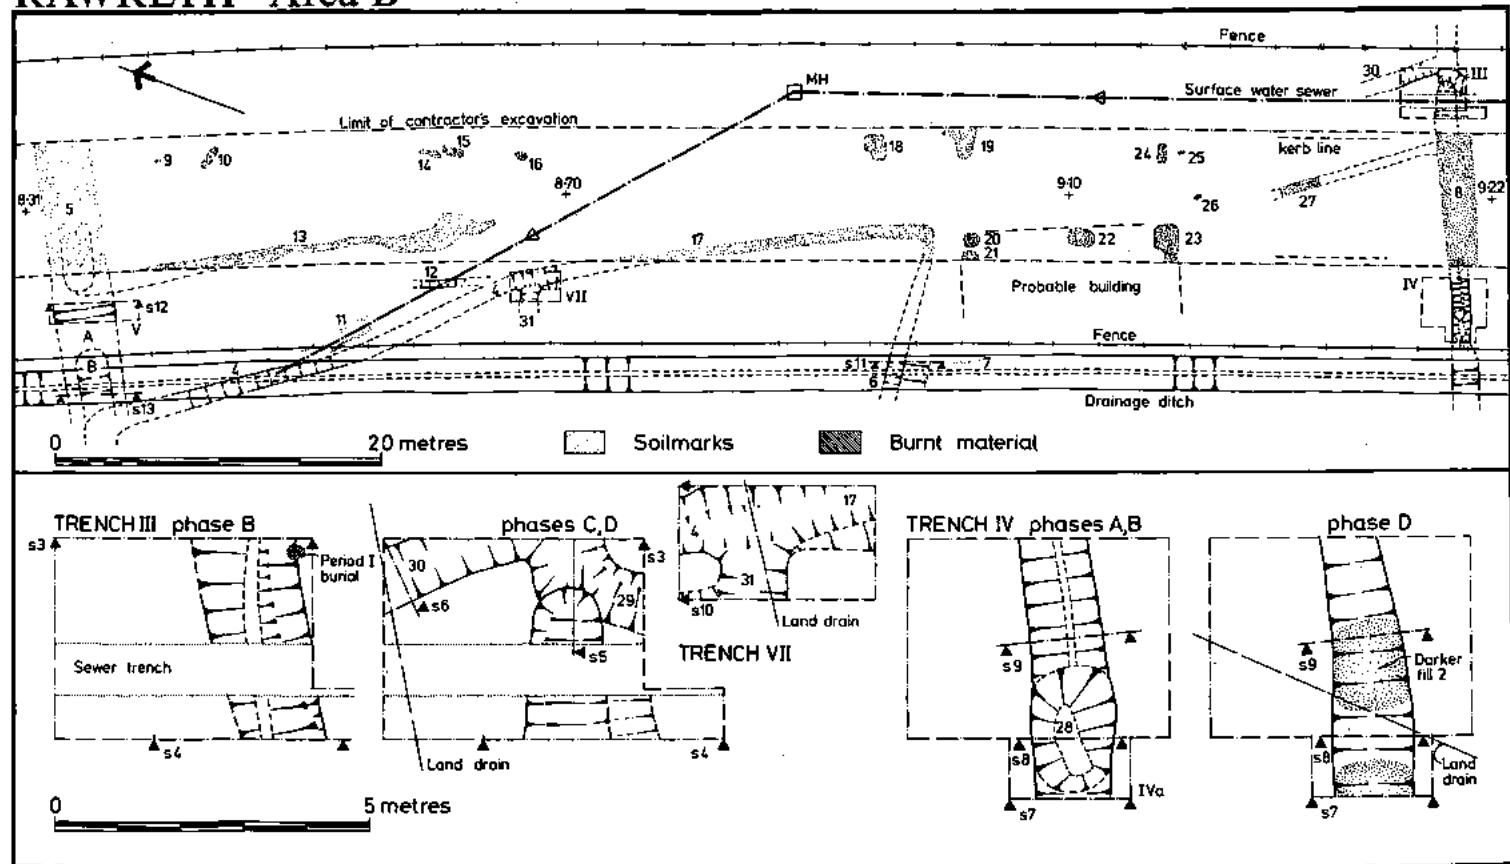 RAWRETH Area B
Fence
30
III
MH
Surface water sewer
Limit of contractor's excavation
9
10
14
15
16
18
19
24
25
kerb line
8·31
5
8·70
9·10
26
27
8
9·22
13
17
20
21
22
23
12
4
VII
31
Probable building
IV
s12
V
A
11
Fence
B
4
s11
6
7
s13
Drainage ditch
0
20 metres
Soilmarks
Burnt material
TRENCH III phase B
phases C,D
17
TRENCH IV phases A,B
phase D
s3
Period I
burial
30
s6
s3
29
s5
4
31
s10
Land drain
TRENCH VII
Sewer trench
s9
s9
Darker
fill 2
28
s4
Land drain
s4
s8
IVa
s7
s8
Land
drain
s7
0
5 metres